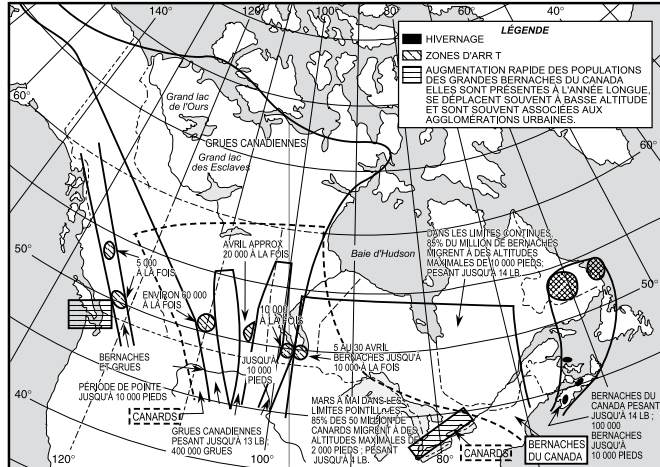 140°
120°
100°
80°
60°
40°
LÉGENDE
HIVERNAGE
ZONES D'ARR T
AUGMENTATION RAPIDE DES POPULATIONS
DES GRANDES BERNACHES DU CANADA
ELLES SONT PRÉSENTES À L'ANNÉE LONGUE,
SE DÉPLACENT SOUVENT À BASSE ALTITUDE
ET SONT SOUVENT ASSOCIÉES AUX
AGGLOMÉRATIONS URBAINES.
60°
Grand lac
de l'Ours
GRUES CANADIENNES
Grand lac
des Esclaves
60°
50°
AVRIL APPROX
20 000 À LA FOIS
Baie d'Hudson
DANS LES LIMITES CONTINUES,
85% DU MILLION DE BERNACHES
MIGRENT À DES ALTITUDES
MAXIMALES DE 10 000 PIEDS;
PESANT JUSQU'À 14 LB.
50°
5 000
À LA FOIS
ENVIRON 60 000
À LA FOIS
10 000
À LA FOIS
5 AU 30 AVRIL
BERNACHES JUSQU'À
10 000 À LA FOIS
BERNACHES
ET GRUES
JUSQU'À
10 000
PIEDS
PÉRIODE DE POINTE
JUSQU'À 10 000 PIEDS
40°
40°
CANARDS
GRUES CANADIENNES
PESANT JUSQU'À 13 LB ;
400 000 GRUES
MARS À MAI DANS LES
LIMITES POINTILLÉES,
85% DES 50 MILLION DE
CANARDS MIGRENT À DES
ALTITUDES MAXIMALES DE
2 000 PIEDS ; PESANT
JUSQU'À 4 LB.
CANARDS
BERNACHES
DU CANADA
BERNACHES DU
CANADA PESANT
JUSQU'À 14 LB ;
100 000
BERNACHES
JUSQU'À
10 000 PIEDS
120°
100°
80°